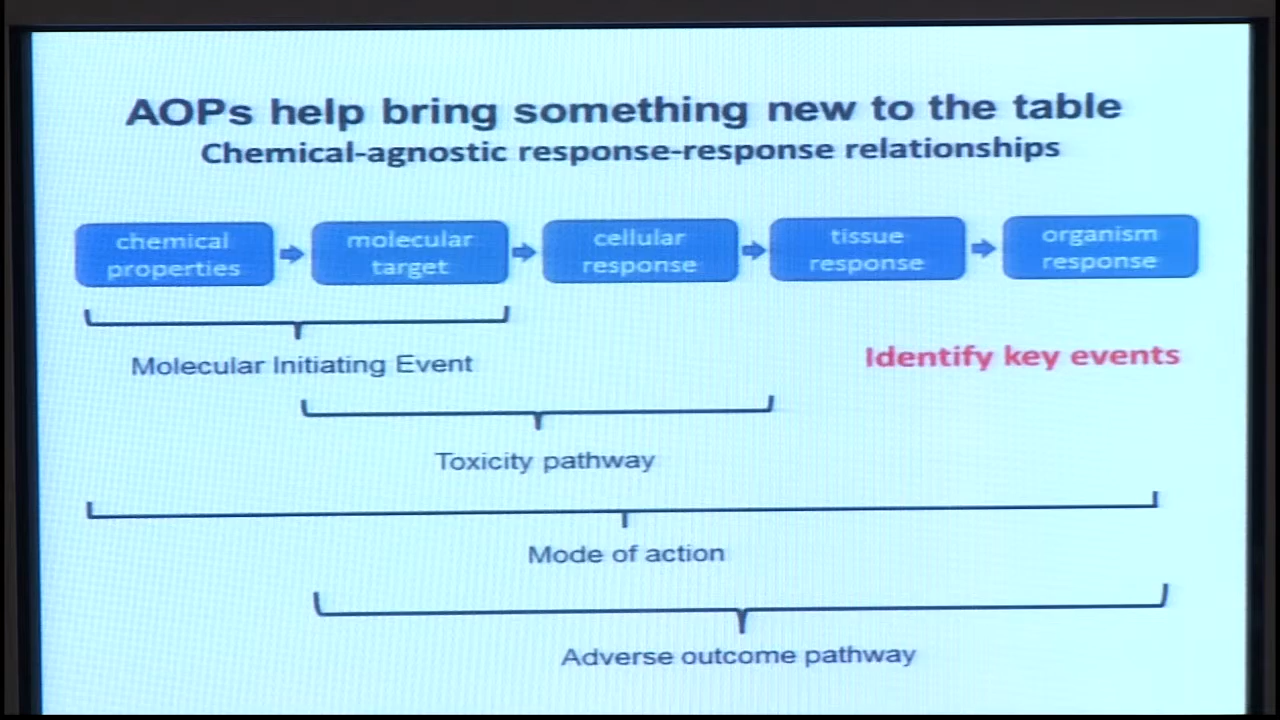 AOPs help bring something new to the table
Chemical-agnostic response-response relationships
chemical
properties
molecular
target
cellular
response
tissue
response
organism
response
Molecular Initiating Event
Identify key events
Toxicity pathway
Mode of action
Adverse outcome pathway